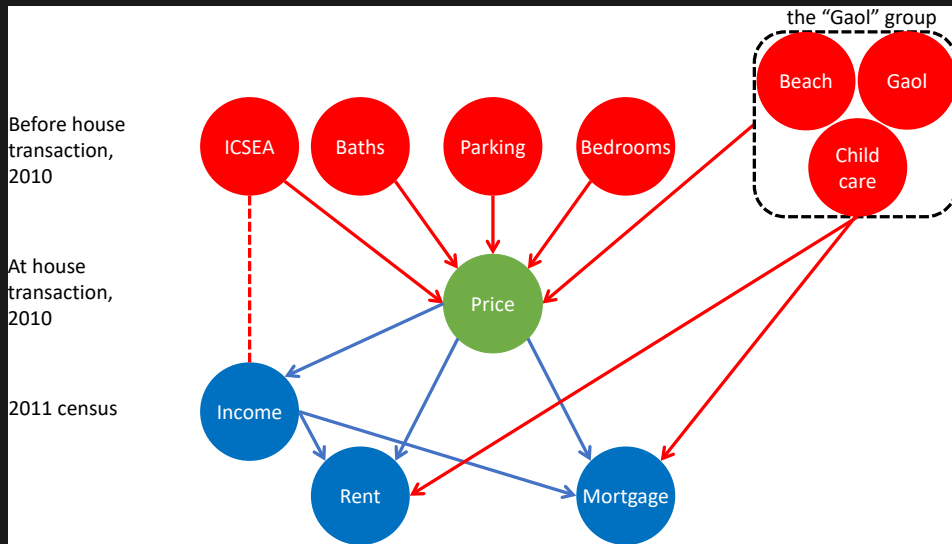 the “Gaol” group
Beach
Gaol
Before house
transaction,
2010
ICSEA
Baths
Parking
Bedrooms
Child
care
At house
transaction,
2010
Price
2011 census
Income
Rent
Mortgage